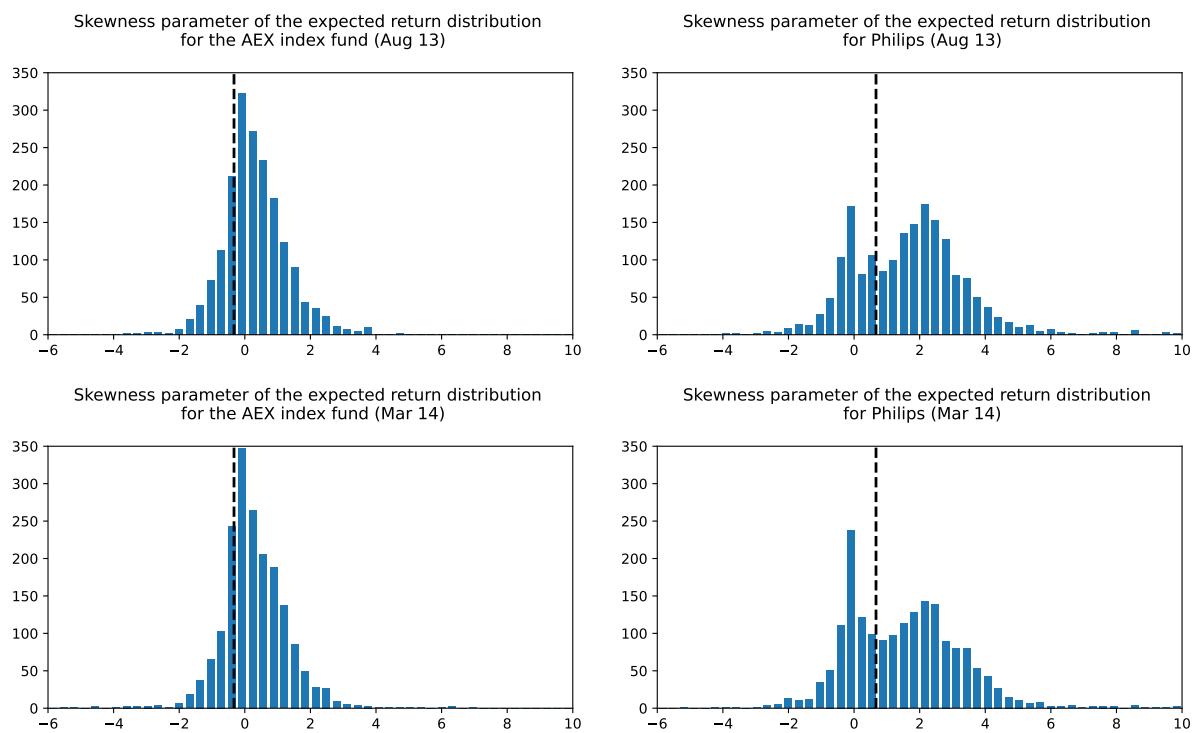 Skewness parameter of the expected return distribution
for the AEX index fund (Aug 13)
350
300
250
200
150
100
50
0
−6 −4 −2 0 2 4 6 8 10
Skewness parameter of the expected return distribution
for Philips (Aug 13)
350
300
250
200
150
100
50
0
−6 −4 −2 0 2 4 6 8 10
Skewness parameter of the expected return distribution
for the AEX index fund (Mar 14)
350
300
250
200
150
100
50
0
−6 −4 −2 0 2 4 6 8 10
Skewness parameter of the expected return distribution
for Philips (Mar 14)
350
300
250
200
150
100
50
0
−6 −4 −2 0 2 4 6 8 10